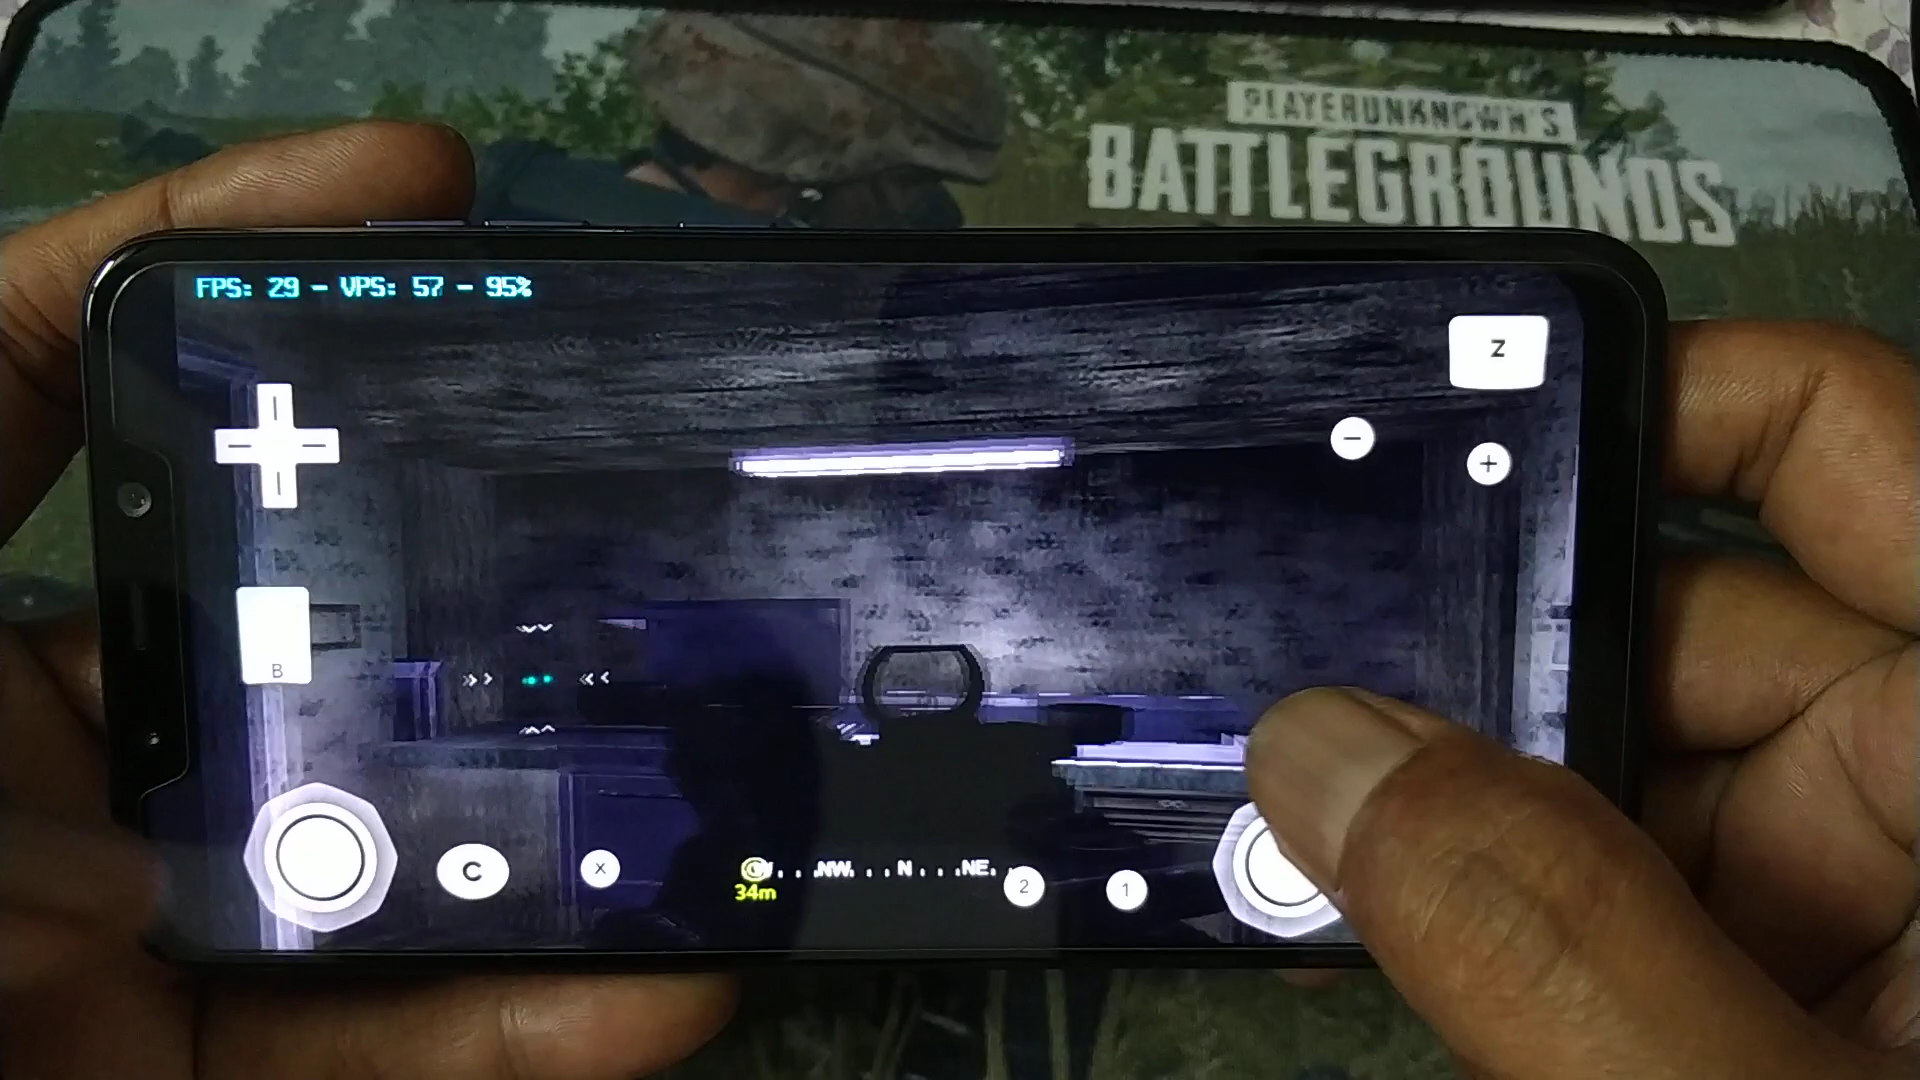 PLAYERUNKNOWN'S
BATTLEGROUNDS
FPS: 29 - VPS: 57 - 95%
Z
B
C
X
W. . .NW. . . N . . .NE. .
34m
2
1